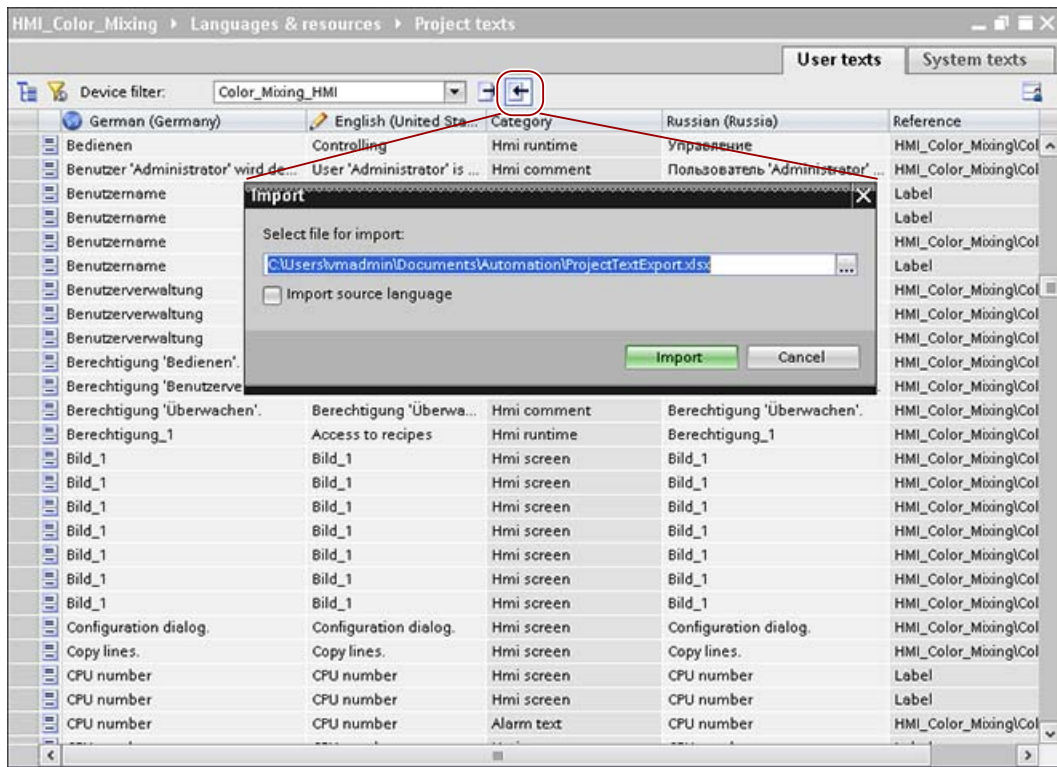 HMI_Color_Mixing ▸ Languages & resources ▸ Project texts
User texts System texts
Device filter: Color_Mixing_HMI
German (Germany) English (United Sta... Category Russian (Russia) Reference
Bedienen Controlling Hmi runtime Управление HMI_Color_Mixing\Col
Benutzer 'Administrator' wird de... User 'Administrator' is ... Hmi comment Пользователь 'Administrator' ... HMI_Color_Mixing\Col
Benutzername Label
Benutzername Label
Benutzername HMI_Color_Mixing\Col
Benutzername Label
Benutzerverwaltung HMI_Color_Mixing\Col
Benutzerverwaltung HMI_Color_Mixing\Col
Benutzerverwaltung HMI_Color_Mixing\Col
Berechtigung 'Bedienen'. HMI_Color_Mixing\Col
Berechtigung 'Benutzerve HMI_Color_Mixing\Col
Import
Select file for import:
C:\Users\vmadmin\Documents\Automation\ProjectTextExport.xlsx ...
Import source language
Import Cancel
Berechtigung 'Überwachen'. Berechtigung 'Überwa... Hmi comment Berechtigung 'Überwachen'. HMI_Color_Mixing\Col
Berechtigung_1 Access to recipes Hmi runtime Berechtigung_1 HMI_Color_Mixing\Col
Bild_1 Bild_1 Hmi screen Bild_1 HMI_Color_Mixing\Col
Bild_1 Bild_1 Hmi screen Bild_1 HMI_Color_Mixing\Col
Bild_1 Bild_1 Hmi screen Bild_1 HMI_Color_Mixing\Col
Bild_1 Bild_1 Hmi screen Bild_1 HMI_Color_Mixing\Col
Bild_1 Bild_1 Hmi screen Bild_1 HMI_Color_Mixing\Col
Bild_1 Bild_1 Hmi screen Bild_1 HMI_Color_Mixing\Col
Bild_1 Bild_1 Hmi screen Bild_1 HMI_Color_Mixing\Col
Configuration dialog. Configuration dialog. Hmi screen Configuration dialog. HMI_Color_Mixing\Col
Copy lines. Copy lines. Hmi screen Copy lines. HMI_Color_Mixing\Col
CPU number CPU number Hmi screen CPU number Label
CPU number CPU number Hmi screen CPU number Label
CPU number CPU number Alarm text CPU number HMI_Color_Mixing\Col